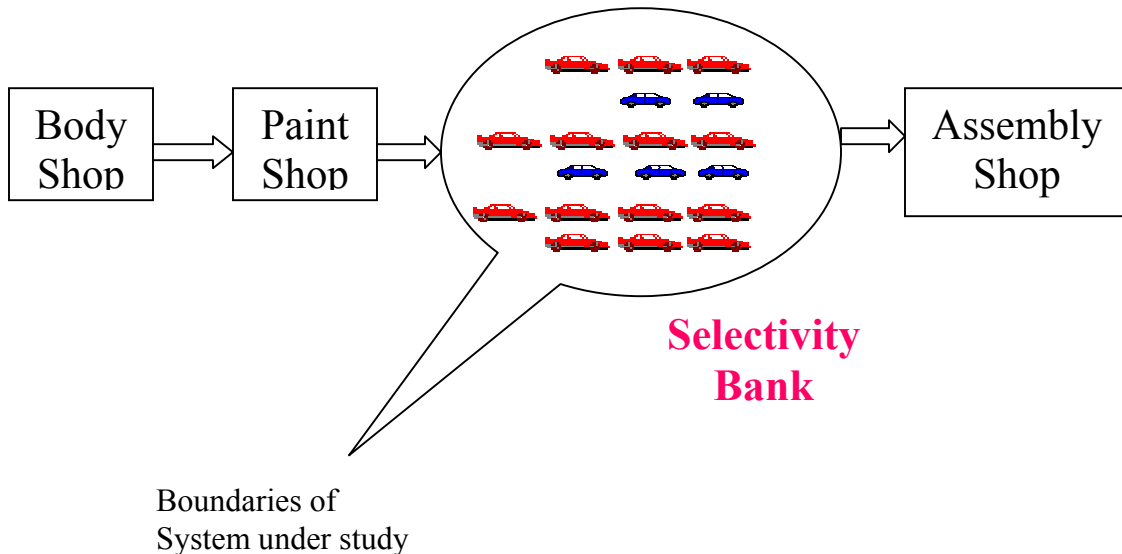 Body
Shop
Paint
Shop
Assembly
Shop
Selectivity
Bank
Boundaries of
System under study